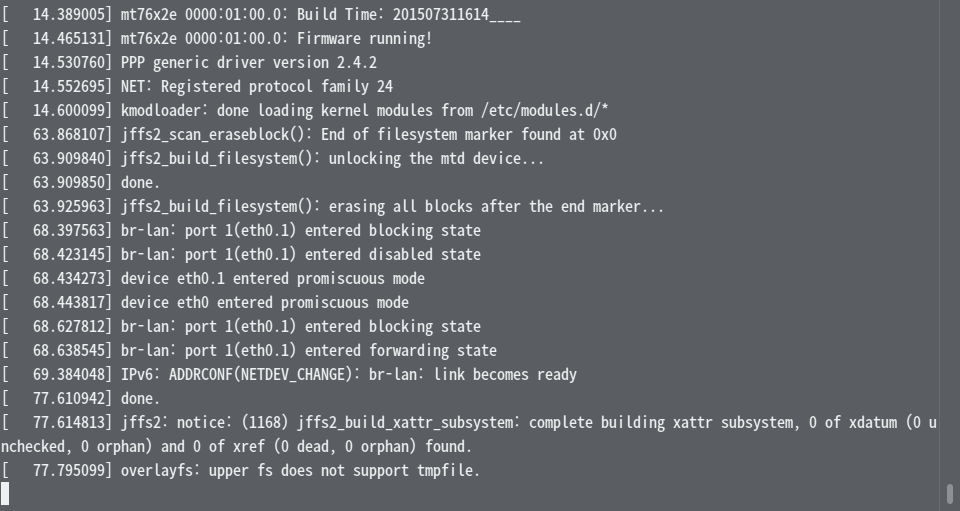 [   14.389005] mt76x2e 0000:01:00.0: Build Time: 201507311614____
[   14.465131] mt76x2e 0000:01:00.0: Firmware running!
[   14.530760] PPP generic driver version 2.4.2
[   14.552695] NET: Registered protocol family 24
[   14.600099] kmodloader: done loading kernel modules from /etc/modules.d/*
[   63.868107] jffs2_scan_eraseblock(): End of filesystem marker found at 0x0
[   63.909840] jffs2_build_filesystem(): unlocking the mtd device...
[   63.909850] done.
[   63.925963] jffs2_build_filesystem(): erasing all blocks after the end marker...
[   68.397563] br-lan: port 1(eth0.1) entered blocking state
[   68.423145] br-lan: port 1(eth0.1) entered disabled state
[   68.434273] device eth0.1 entered promiscuous mode
[   68.443817] device eth0 entered promiscuous mode
[   68.627812] br-lan: port 1(eth0.1) entered blocking state
[   68.638545] br-lan: port 1(eth0.1) entered forwarding state
[   69.384048] IPv6: ADDRCONF(NETDEV_CHANGE): br-lan: link becomes ready
[   77.610942] done.
[   77.614813] jffs2: notice: (1168) jffs2_build_xattr_subsystem: complete building xattr subsystem, 0 of xdatum (0 u
nchecked, 0 orphan) and 0 of xref (0 dead, 0 orphan) found.
[   77.795099] overlayfs: upper fs does not support tmpfile.